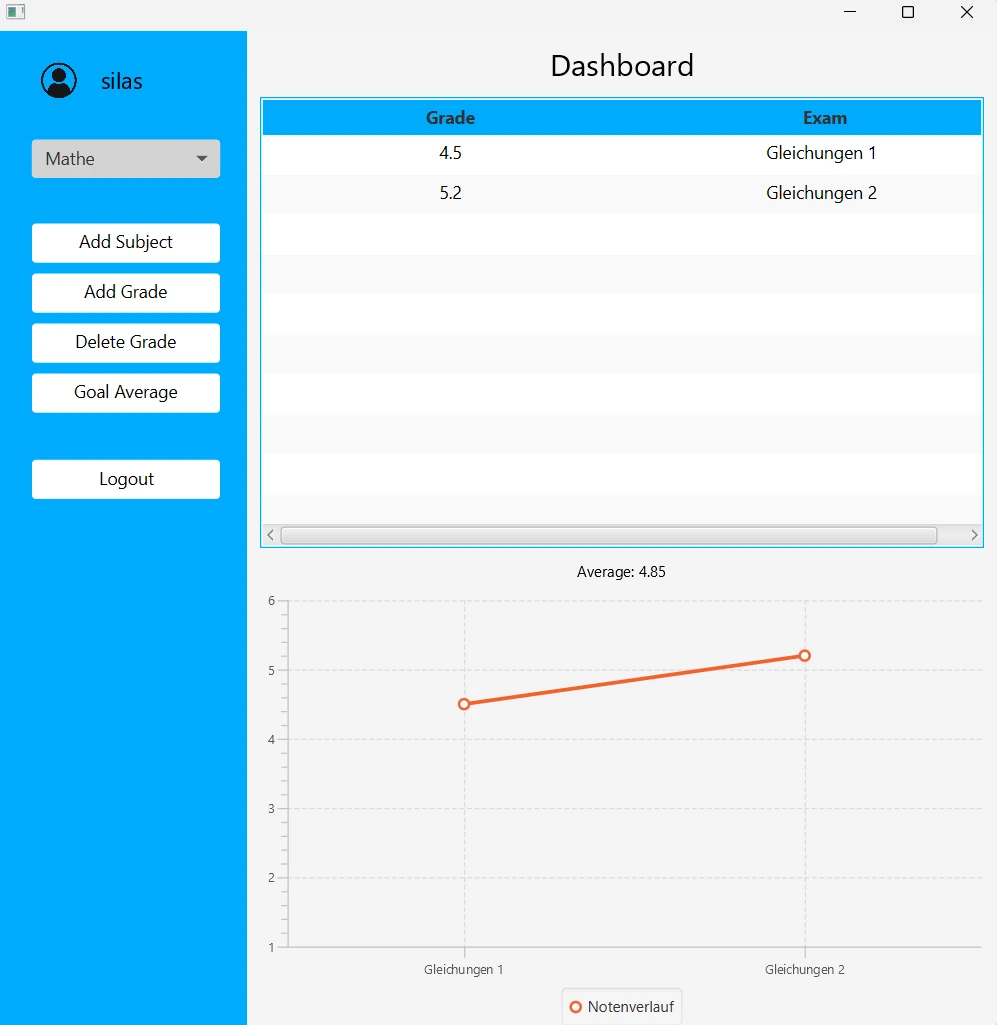 silas
Mathe
Add Subject
Add Grade
Delete Grade
Goal Average
Logout
Dashboard
Grade Exam
4.5 Gleichungen 1
5.2 Gleichungen 2
Average: 4.85
6
5
4
3
2
1
Gleichungen 1 Gleichungen 2
Notenverlauf